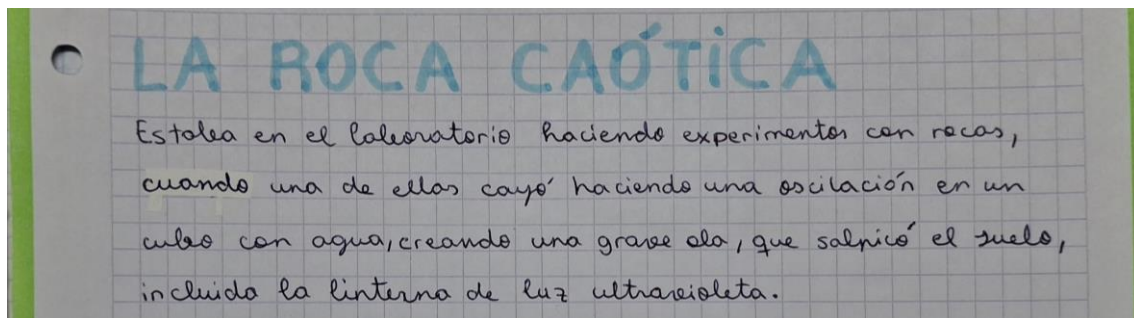 LA ROCA CAÓTICA
Estaba en el laboratorio haciendo experimentos con rocas,
cuando una de ellas cayó haciendo una oscilación en un
cubo con agua, creando una grave ola, que salpicó el suelo,
incluida la linterna de luz ultravioleta.